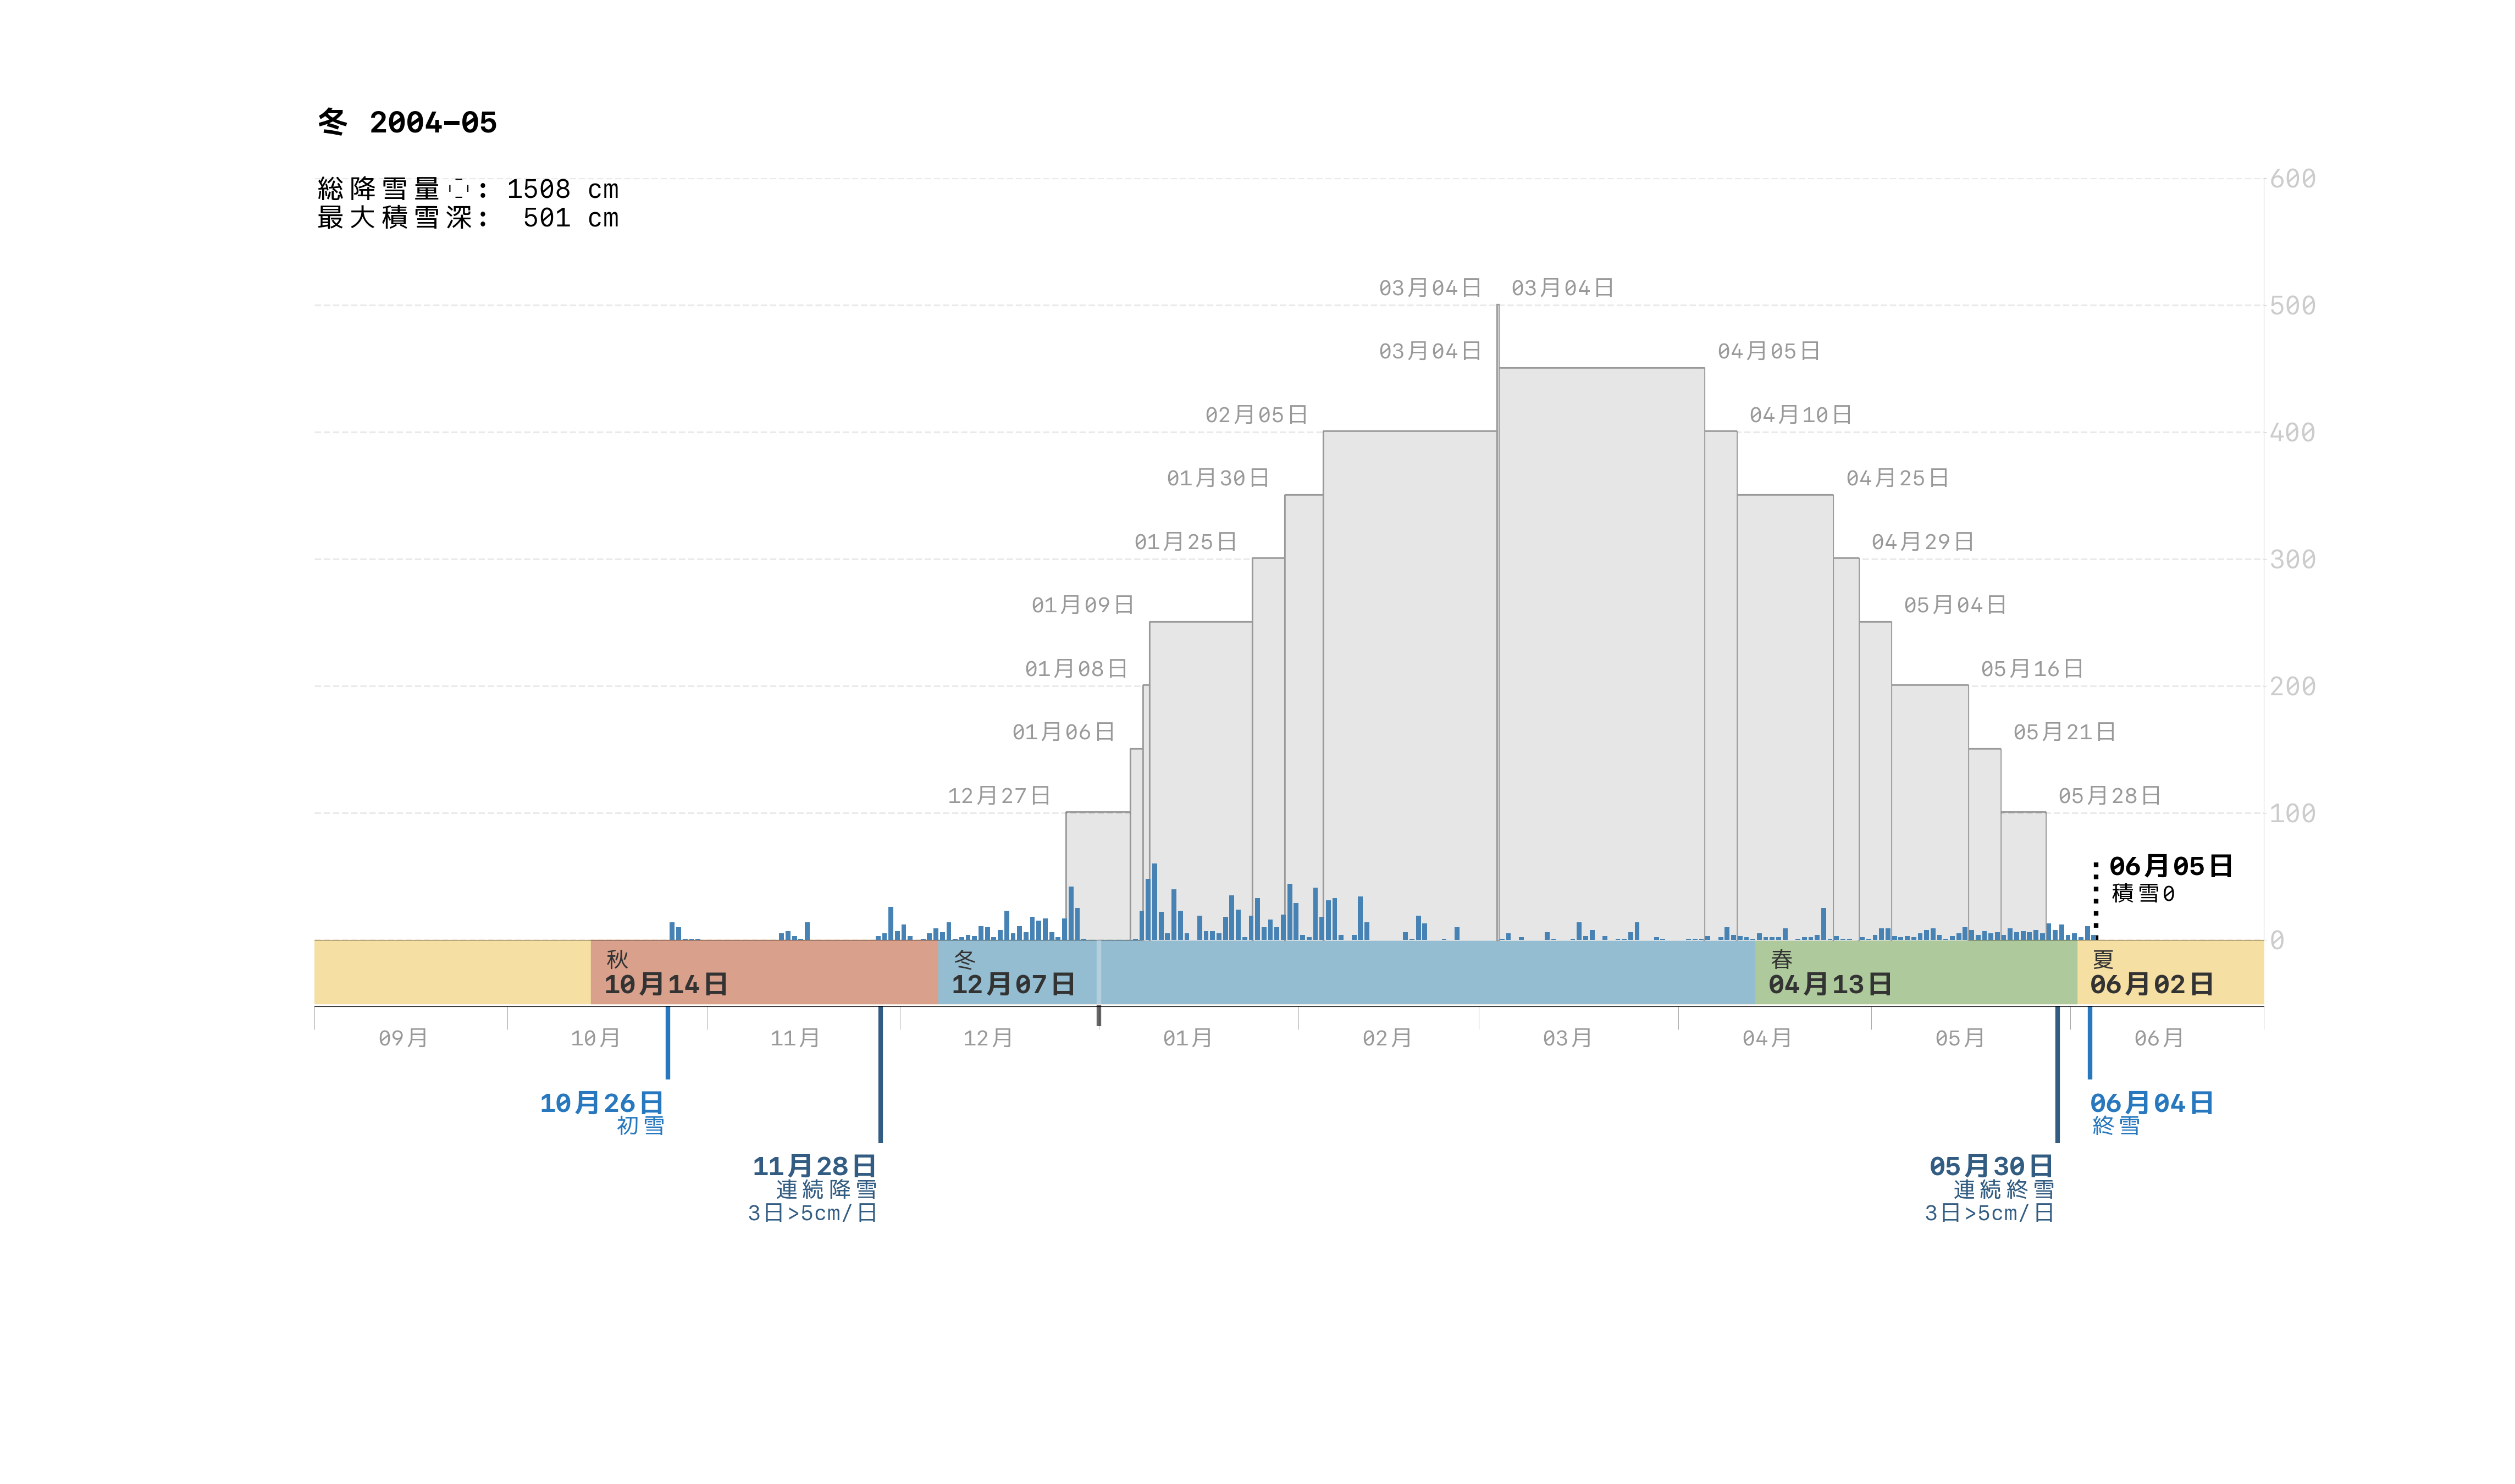 冬 2004–05
総降雪量 : 1508 cm
最大積雪深: 501 cm
600
03月04日 03月04日
500
03月04日 04月05日
02月05日 04月10日
400
01月30日 04月25日
01月25日 04月29日
300
01月09日 05月04日
01月08日 05月16日
200
01月06日 05月21日
12月27日 05月28日
100
06月05日
積雪0
0
秋 冬 春 夏
10月14日 12月07日 04月13日 06月02日
09月 10月 11月 12月 01月 02月 03月 04月 05月 06月
10月26日 06月04日
初雪 終雪
11月28日 05月30日
連続降雪 連続終雪
3日>5cm/日 3日>5cm/日